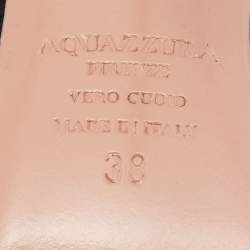 AQUAZZURA
FIRENZE
VERO CUOIO
MADE IN ITALY
38